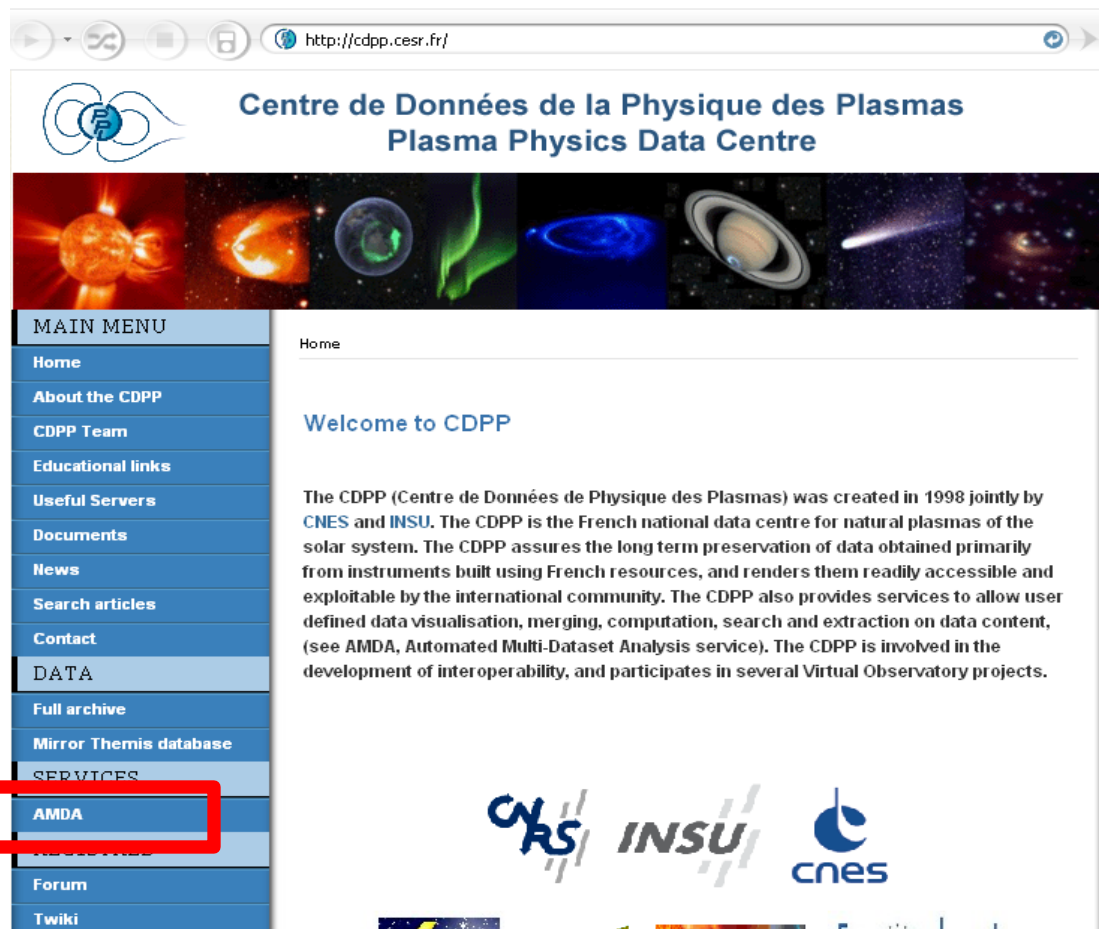 http://cdpp.cesr.fr/
Centre de Données de la Physique des Plasmas
Plasma Physics Data Centre
MAIN MENU
Home
About the CDPP
CDPP Team
Educational links
Useful Servers
Documents
News
Search articles
Contact
DATA
Full archive
Mirror Themis database
SERVICES
AMDA
Forum
Twiki
Home
Welcome to CDPP
The CDPP (Centre de Données de Physique des Plasmas) was created in 1998 jointly by
CNES and INSU. The CDPP is the French national data centre for natural plasmas of the
solar system. The CDPP assures the long term preservation of data obtained primarily
from instruments built using French resources, and renders them readily accessible and
exploitable by the international community. The CDPP also provides services to allow user
defined data visualisation, merging, computation, search and extraction on data content,
(see AMDA, Automated Multi-Dataset Analysis service). The CDPP is involved in the
development of interoperability, and participates in several Virtual Observatory projects.
CNRS INSU cnes